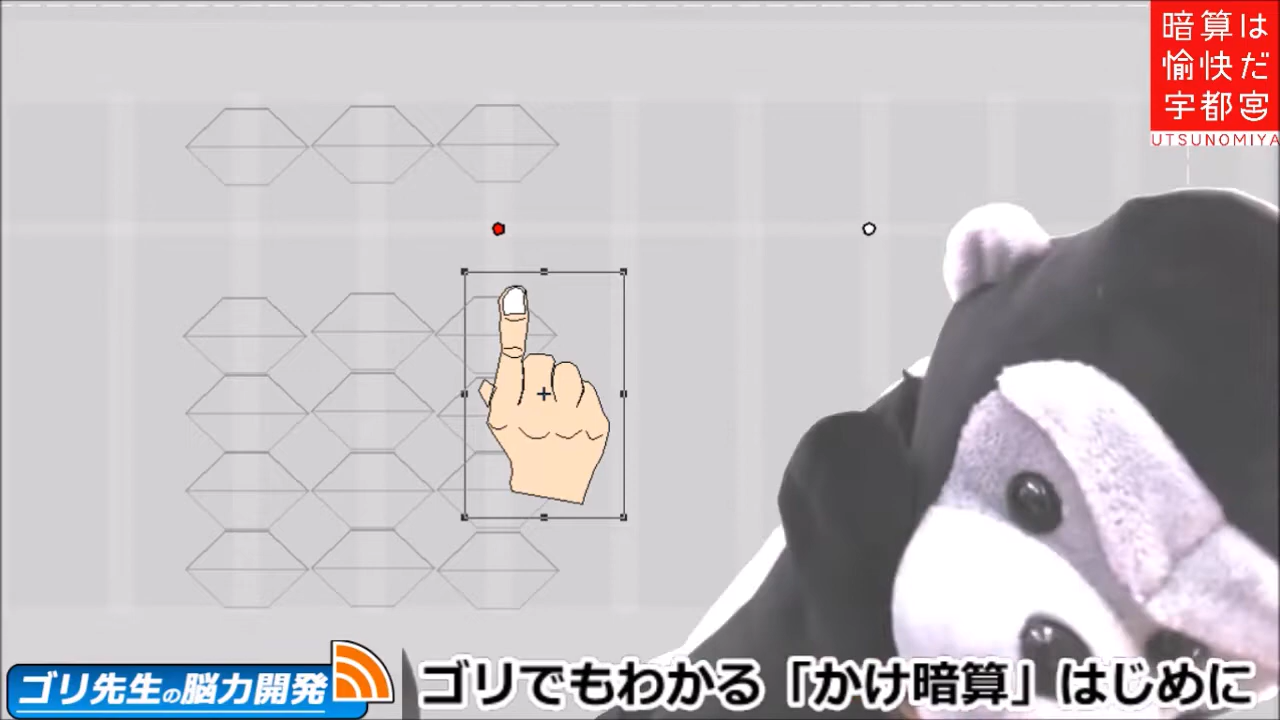 暗算は
愉快だ
宇都宮
UTSUNOMIYA
ゴリ先生の脳力開発
ゴリでもわかる「かけ暗算」はじめに